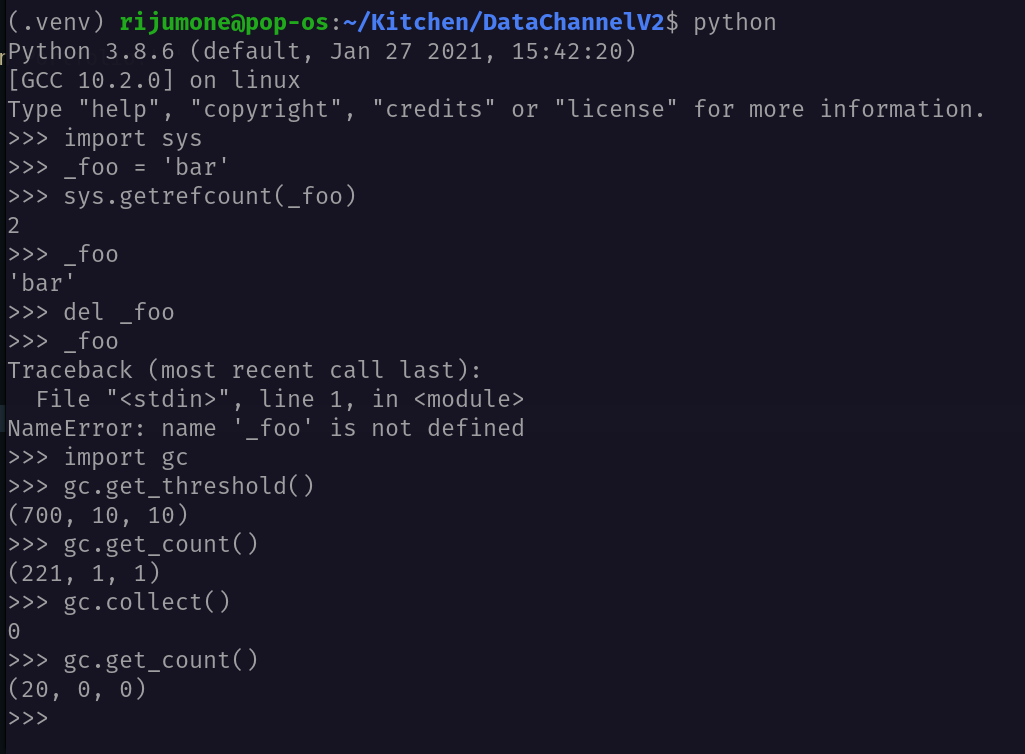 (.venv) rijumone@pop-os:~/Kitchen/DataChannelV2$ python
Python 3.8.6 (default, Jan 27 2021, 15:42:20)
[GCC 10.2.0] on linux
Type "help", "copyright", "credits" or "license" for more information.
>>> import sys
>>> _foo = 'bar'
>>> sys.getrefcount(_foo)
2
>>> _foo
'bar'
>>> del _foo
>>> _foo
Traceback (most recent call last):
  File "<stdin>", line 1, in <module>
NameError: name '_foo' is not defined
>>> import gc
>>> gc.get_threshold()
(700, 10, 10)
>>> gc.get_count()
(221, 1, 1)
>>> gc.collect()
0
>>> gc.get_count()
(20, 0, 0)
>>>